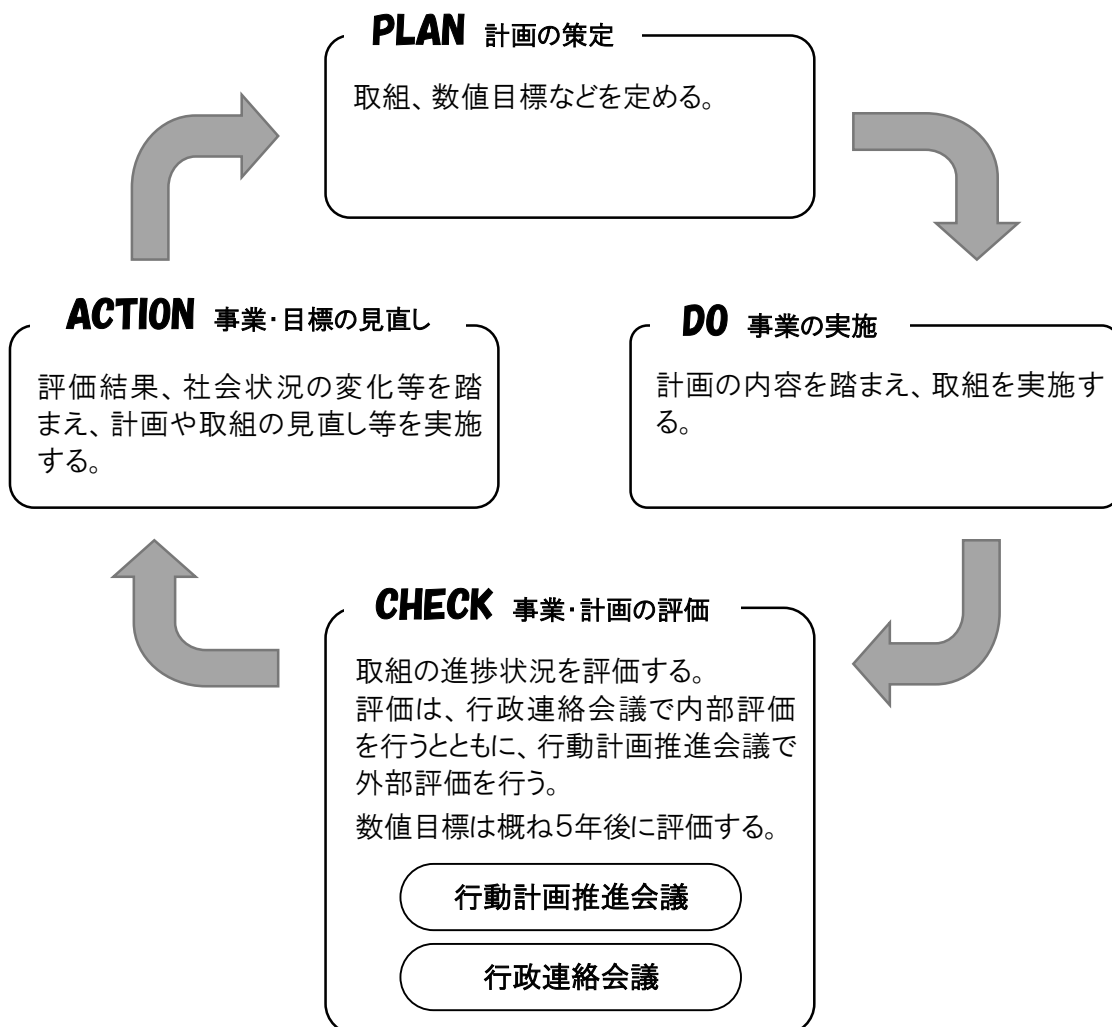 PLAN 計画の策定
取組、数値目標などを定める。
ACTION 事業・目標の見直し
評価結果、社会状況の変化等を踏
まえ、計画や取組の見直し等を実施
する。
DO 事業の実施
計画の内容を踏まえ、取組を実施す
る。
CHECK 事業・計画の評価
取組の進捗状況を評価する。
評価は、行政連絡会議で内部評価
を行うとともに、行動計画推進会議で
外部評価を行う。
数値目標は概ね5年後に評価する。
行動計画推進会議
行政連絡会議